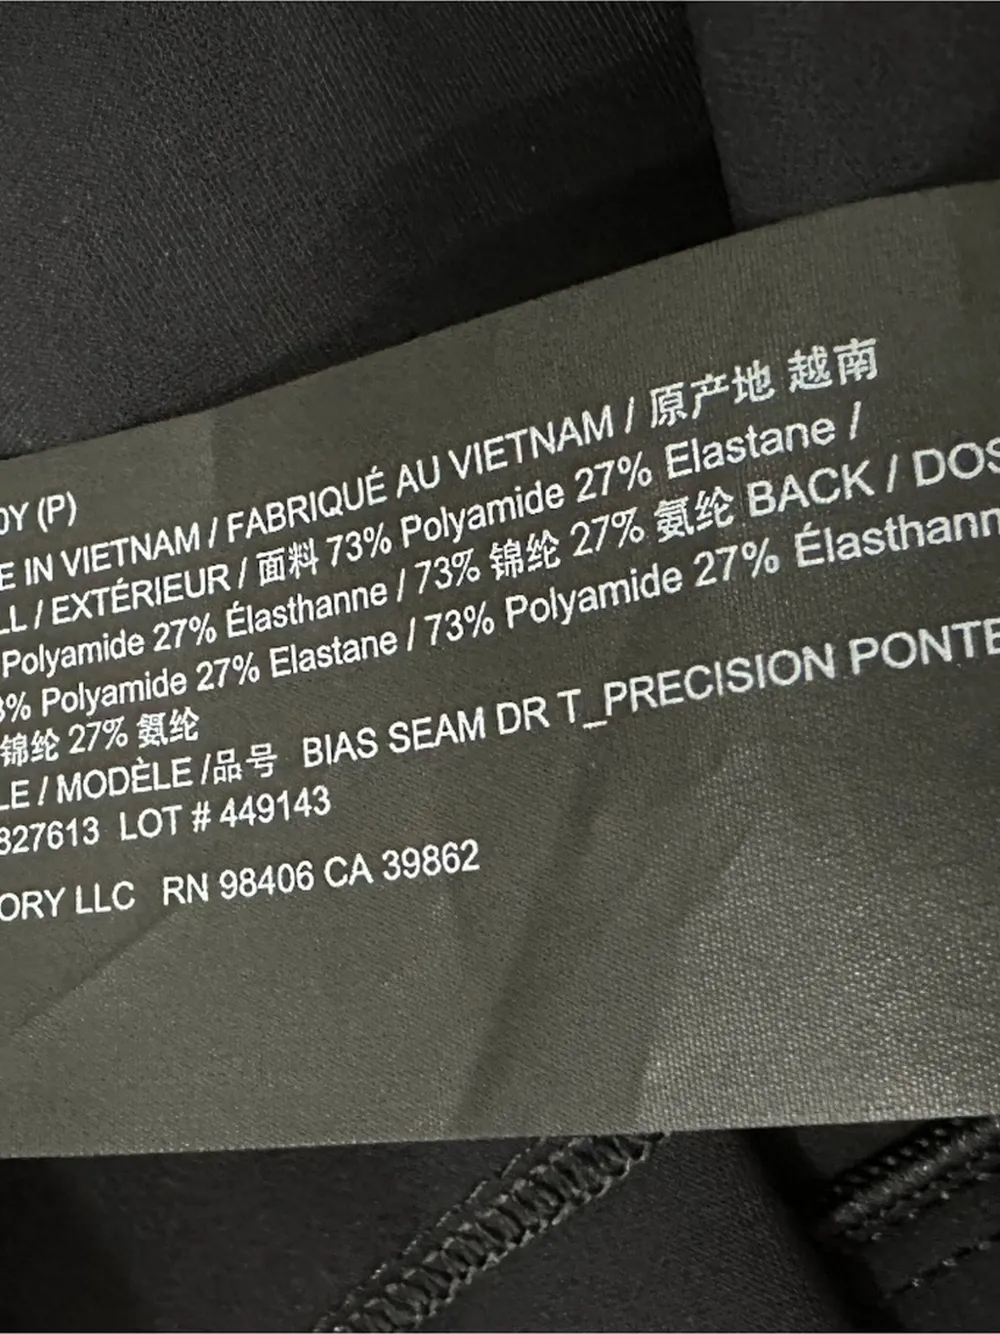 OY (P)
E IN VIETNAM / FABRIQUÉ AU VIETNAM / 原产地 越南
LL / EXTÉRIEUR / 面料 73% Polyamide 27% Elastane /
Polyamide 27% Élasthanne / 73% 锦纶 27% 氨纶 BACK / DOS
3% Polyamide 27% Elastane / 73% Polyamide 27% Élasthann
锦纶 27% 氨纶
LE / MODÈLE /品号 BIAS SEAM DR T_PRECISION PONTE
827613 LOT # 449143
ORY LLC RN 98406 CA 39862